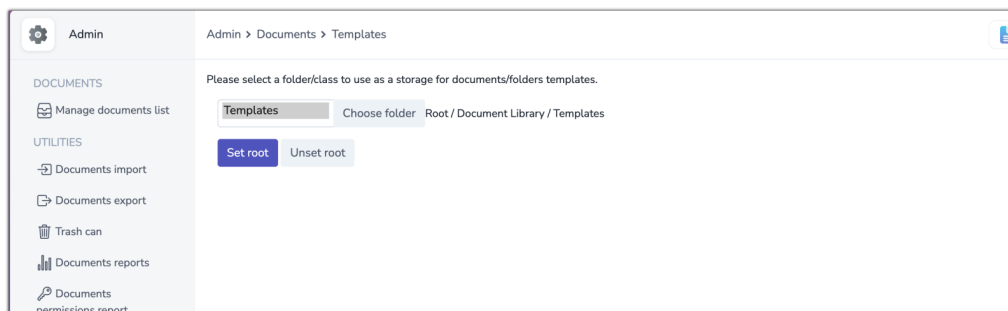 Admin
Admin > Documents > Templates
DOCUMENTS
Manage documents list
UTILITIES
Documents import
Documents export
Trash can
Documents reports
Documents
permissions report
Please select a folder/class to use as a storage for documents/folders templates.
Templates Choose folder Root / Document Library / Templates
Set root Unset root